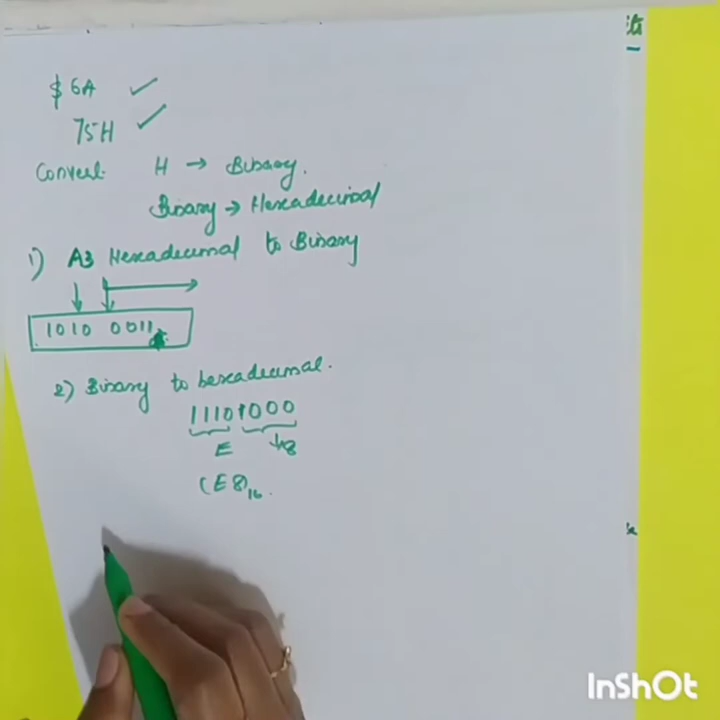 $ 6A ✓
75H ✓
Convert H → Binary.
Binary → Hexadecimal
1) A3 Hexadecimal to Binary
1010 0011
2) Binary to hexadecimal.
11101000
E 8
(E8)16.
InShOt